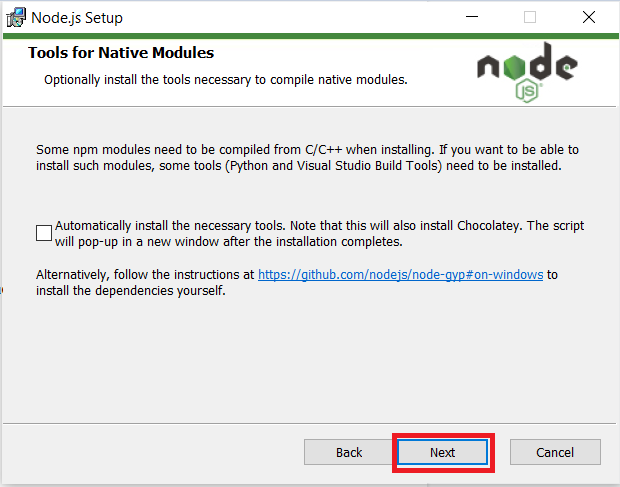 Node.js Setup
Tools for Native Modules
Optionally install the tools necessary to compile native modules.
node
JS
Some npm modules need to be compiled from C/C++ when installing. If you want to be able to
install such modules, some tools (Python and Visual Studio Build Tools) need to be installed.
Automatically install the necessary tools. Note that this will also install Chocolatey. The script
will pop-up in a new window after the installation completes.
Alternatively, follow the instructions at https://github.com/nodejs/node-gyp#on-windows to
install the dependencies yourself.
Back Next Cancel